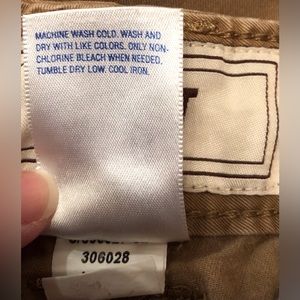 MACHINE WASH COLD. WASH AND
DRY WITH LIKE COLORS. ONLY NON-
CHLORINE BLEACH WHEN NEEDED.
TUMBLE DRY LOW. COOL IRON.
306028